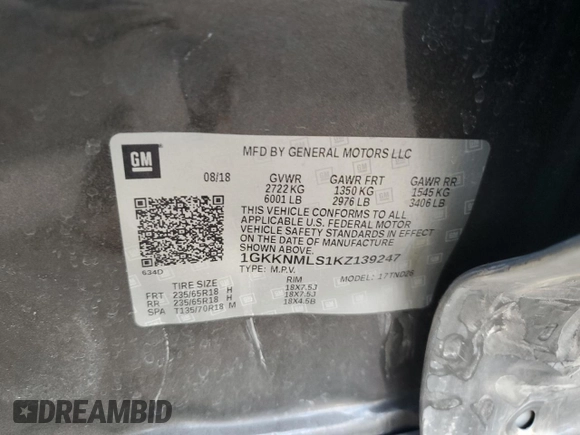 GM
MFD BY GENERAL MOTORS LLC
08/18 GVWR GAWR FRT GAWR RR
2722 KG 1350 KG 1545 KG
6001 LB 2976 LB 3406 LB
THIS VEHICLE CONFORMS TO ALL
APPLICABLE U.S. FEDERAL MOTOR
VEHICLE SAFETY STANDARDS IN
EFFECT ON THE DATE OF MANUFACTURE
SHOWN ABOVE.
1GKKNMLS1KZ139247
TYPE: M.P.V. MODEL: 17TND26
634D
TIRE SIZE RIM
FRT 235/65R18 H 18X7.5J
RR 235/65R18 H 18X7.5J
SPA T135/70R18 M 18X4.5B
DREAMBID